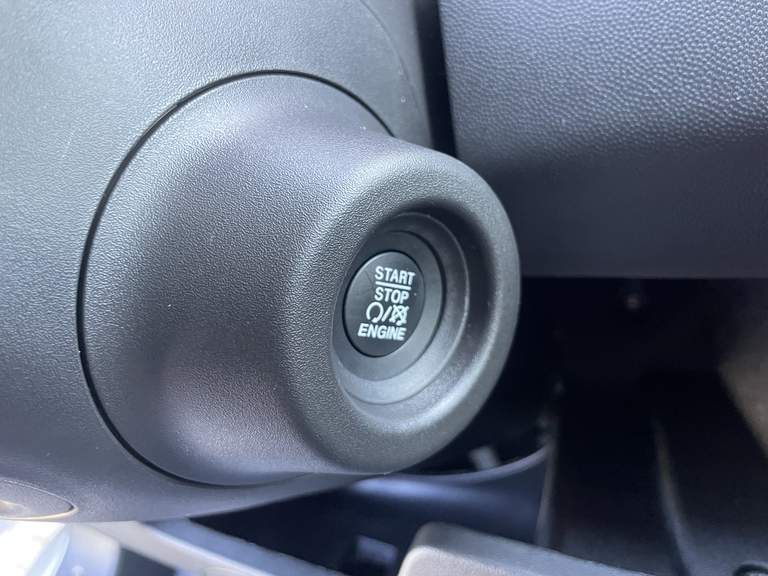 START
STOP
/
ENGINE